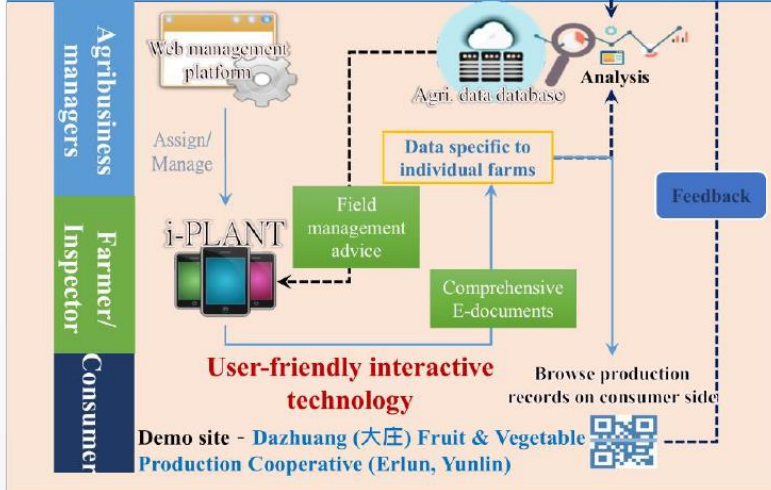 Agribusiness
managers
Web management
platform
Agri. data database
Analysis
Assign/
Manage
Data specific to
individual farms
Feedback
Farmer/
Inspector
i-PLANT
Field
management
advice
Comprehensive
E-documents
Consumer
User-friendly interactive
technology
Browse production
records on consumer side
Demo site - Dazhuang (大庄) Fruit & Vegetable
Production Cooperative (Erlun, Yunlin)